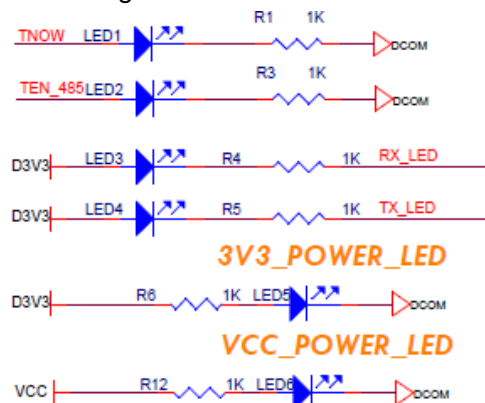 R1 1K
TNOW LED1 DCOM
R3 1K
TEN_485 LED2 DCOM
D3V3 LED3 R4 1K RX_LED
D3V3 LED4 R5 1K TX_LED
3V3_POWER_LED
D3V3 R6 1K LED5 DCOM
VCC_POWER_LED
VCC R12 1K LED6 DCOM